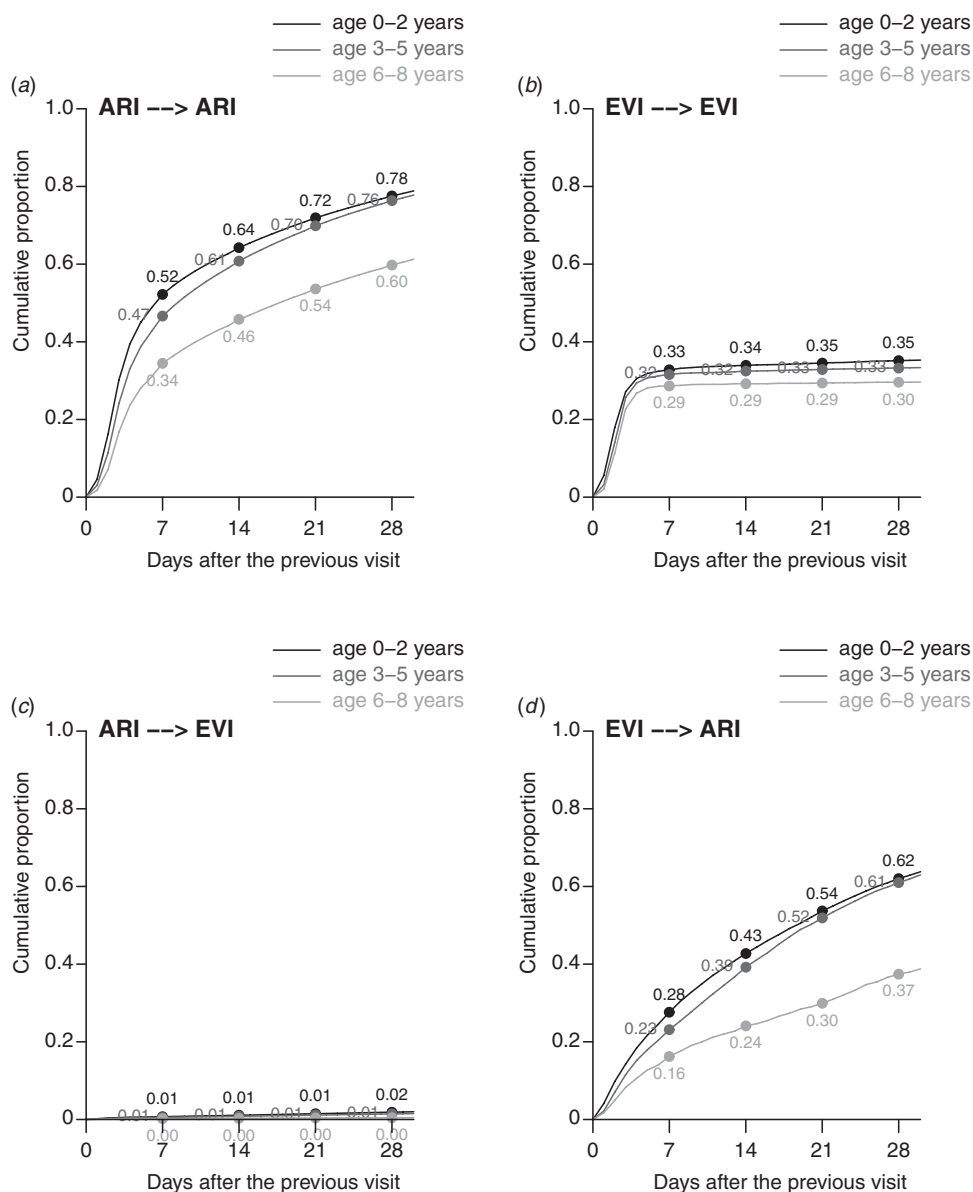 age 0–2 years
age 3–5 years
age 6–8 years
(a)
ARI ––> ARI
1.0
0.8
0.6
0.4
0.2
0
Cumulative proportion
0.52
0.64
0.72
0.78
0.47
0.61
0.70
0.76
0.34
0.46
0.54
0.60
0 7 14 21 28
Days after the previous visit
age 0–2 years
age 3–5 years
age 6–8 years
(b)
EVI ––> EVI
1.0
0.8
0.6
0.4
0.2
0
Cumulative proportion
0.33
0.34
0.35
0.35
0.32
0.32
0.33
0.33
0.29
0.29
0.29
0.30
0 7 14 21 28
Days after the previous visit
age 0–2 years
age 3–5 years
age 6–8 years
(c)
ARI ––> EVI
1.0
0.8
0.6
0.4
0.2
0
Cumulative proportion
0.01
0.01
0.01
0.02
0.01
0.01
0.01
0.01
0.00
0.00
0.00
0.00
0 7 14 21 28
Days after the previous visit
age 0–2 years
age 3–5 years
age 6–8 years
(d)
EVI ––> ARI
1.0
0.8
0.6
0.4
0.2
0
Cumulative proportion
0.28
0.43
0.54
0.62
0.23
0.39
0.52
0.61
0.16
0.24
0.30
0.37
0 7 14 21 28
Days after the previous visit